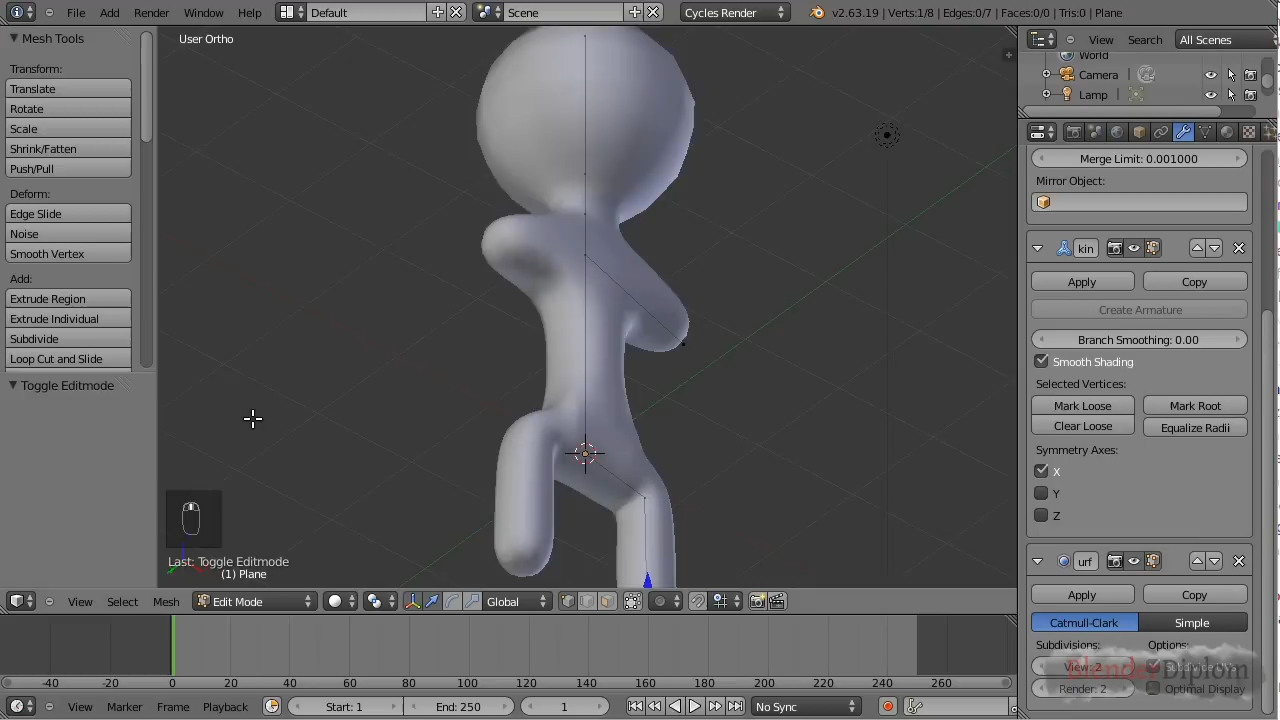 File Add Render Window Help Default Scene Cycles Render v2.63.19 | Verts:1/8 | Edges:0/7 | Faces:0/0 | Tris:0 | Plane
Mesh Tools
Transform:
Translate
Rotate
Scale
Shrink/Fatten
Push/Pull
Deform:
Edge Slide
Noise
Smooth Vertex
Add:
Extrude Region
Extrude Individual
Subdivide
Loop Cut and Slide
Toggle Editmode
User Ortho
Last: Toggle Editmode
(1) Plane
View Search All Scenes
World
Camera
Lamp
Merge Limit: 0.001000
Mirror Object:
kin
Apply Copy
Create Armature
Branch Smoothing: 0.00
Smooth Shading
Selected Vertices:
Mark Loose Mark Root
Clear Loose Equalize Radii
Symmetry Axes:
X
Y
Z
urf
Apply Copy
Catmull-Clark Simple
Subdivisions: Options:
View: 2 Subdivide UVs
Render: 2 Optimal Display
BlenderDiplom
View Select Mesh Edit Mode Global
-40 -20 0 20 40 60 80 100 120 140 160 180 200 220 240 260
View Marker Frame Playback Start: 1 End: 250 1 No Sync